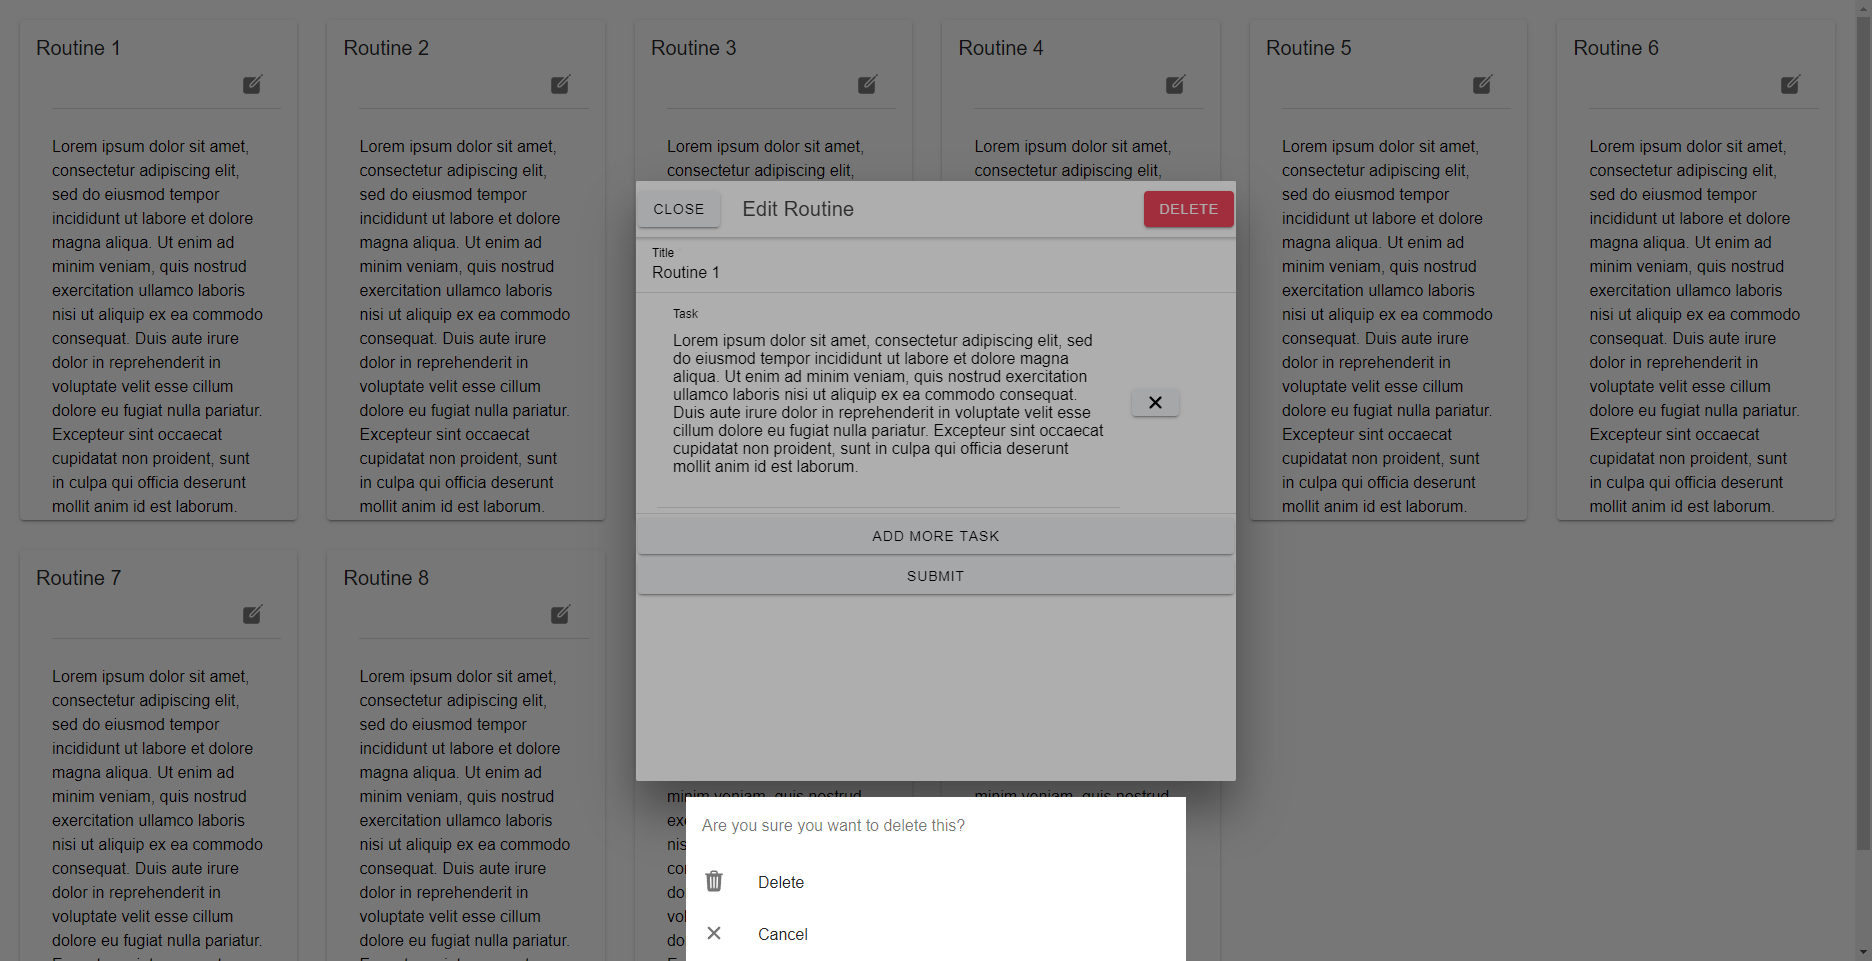 Routine 1
Lorem ipsum dolor sit amet,
consectetur adipiscing elit,
sed do eiusmod tempor
incididunt ut labore et dolore
magna aliqua. Ut enim ad
minim veniam, quis nostrud
exercitation ullamco laboris
nisi ut aliquip ex ea commodo
consequat. Duis aute irure
dolor in reprehenderit in
voluptate velit esse cillum
dolore eu fugiat nulla pariatur.
Excepteur sint occaecat
cupidatat non proident, sunt
in culpa qui officia deserunt
mollit anim id est laborum.
Routine 2
Lorem ipsum dolor sit amet,
consectetur adipiscing elit,
sed do eiusmod tempor
incididunt ut labore et dolore
magna aliqua. Ut enim ad
minim veniam, quis nostrud
exercitation ullamco laboris
nisi ut aliquip ex ea commodo
consequat. Duis aute irure
dolor in reprehenderit in
voluptate velit esse cillum
dolore eu fugiat nulla pariatur.
Excepteur sint occaecat
cupidatat non proident, sunt
in culpa qui officia deserunt
mollit anim id est laborum.
Routine 3
Lorem ipsum dolor sit amet,
consectetur adipiscing elit,
Routine 4
Lorem ipsum dolor sit amet,
consectetur adipiscing elit,
Routine 5
Lorem ipsum dolor sit amet,
consectetur adipiscing elit,
sed do eiusmod tempor
incididunt ut labore et dolore
magna aliqua. Ut enim ad
minim veniam, quis nostrud
exercitation ullamco laboris
nisi ut aliquip ex ea commodo
consequat. Duis aute irure
dolor in reprehenderit in
voluptate velit esse cillum
dolore eu fugiat nulla pariatur.
Excepteur sint occaecat
cupidatat non proident, sunt
in culpa qui officia deserunt
mollit anim id est laborum.
Routine 6
Lorem ipsum dolor sit amet,
consectetur adipiscing elit,
sed do eiusmod tempor
incididunt ut labore et dolore
magna aliqua. Ut enim ad
minim veniam, quis nostrud
exercitation ullamco laboris
nisi ut aliquip ex ea commodo
consequat. Duis aute irure
dolor in reprehenderit in
voluptate velit esse cillum
dolore eu fugiat nulla pariatur.
Excepteur sint occaecat
cupidatat non proident, sunt
in culpa qui officia deserunt
mollit anim id est laborum.
CLOSE Edit Routine DELETE
Title
Routine 1
Task
Lorem ipsum dolor sit amet, consectetur adipiscing elit, sed
do eiusmod tempor incididunt ut labore et dolore magna
aliqua. Ut enim ad minim veniam, quis nostrud exercitation
ullamco laboris nisi ut aliquip ex ea commodo consequat.
Duis aute irure dolor in reprehenderit in voluptate velit esse
cillum dolore eu fugiat nulla pariatur. Excepteur sint occaecat
cupidatat non proident, sunt in culpa qui officia deserunt
mollit anim id est laborum.
ADD MORE TASK
SUBMIT
Routine 7
Lorem ipsum dolor sit amet,
consectetur adipiscing elit,
sed do eiusmod tempor
incididunt ut labore et dolore
magna aliqua. Ut enim ad
minim veniam, quis nostrud
exercitation ullamco laboris
nisi ut aliquip ex ea commodo
consequat. Duis aute irure
dolor in reprehenderit in
voluptate velit esse cillum
dolore eu fugiat nulla pariatur.
Routine 8
Lorem ipsum dolor sit amet,
consectetur adipiscing elit,
sed do eiusmod tempor
incididunt ut labore et dolore
magna aliqua. Ut enim ad
minim veniam, quis nostrud
exercitation ullamco laboris
nisi ut aliquip ex ea commodo
consequat. Duis aute irure
dolor in reprehenderit in
voluptate velit esse cillum
dolore eu fugiat nulla pariatur.
minim veniam, quis nostrud
minim veniam, quis nostrud
Are you sure you want to delete this?
Delete
Cancel